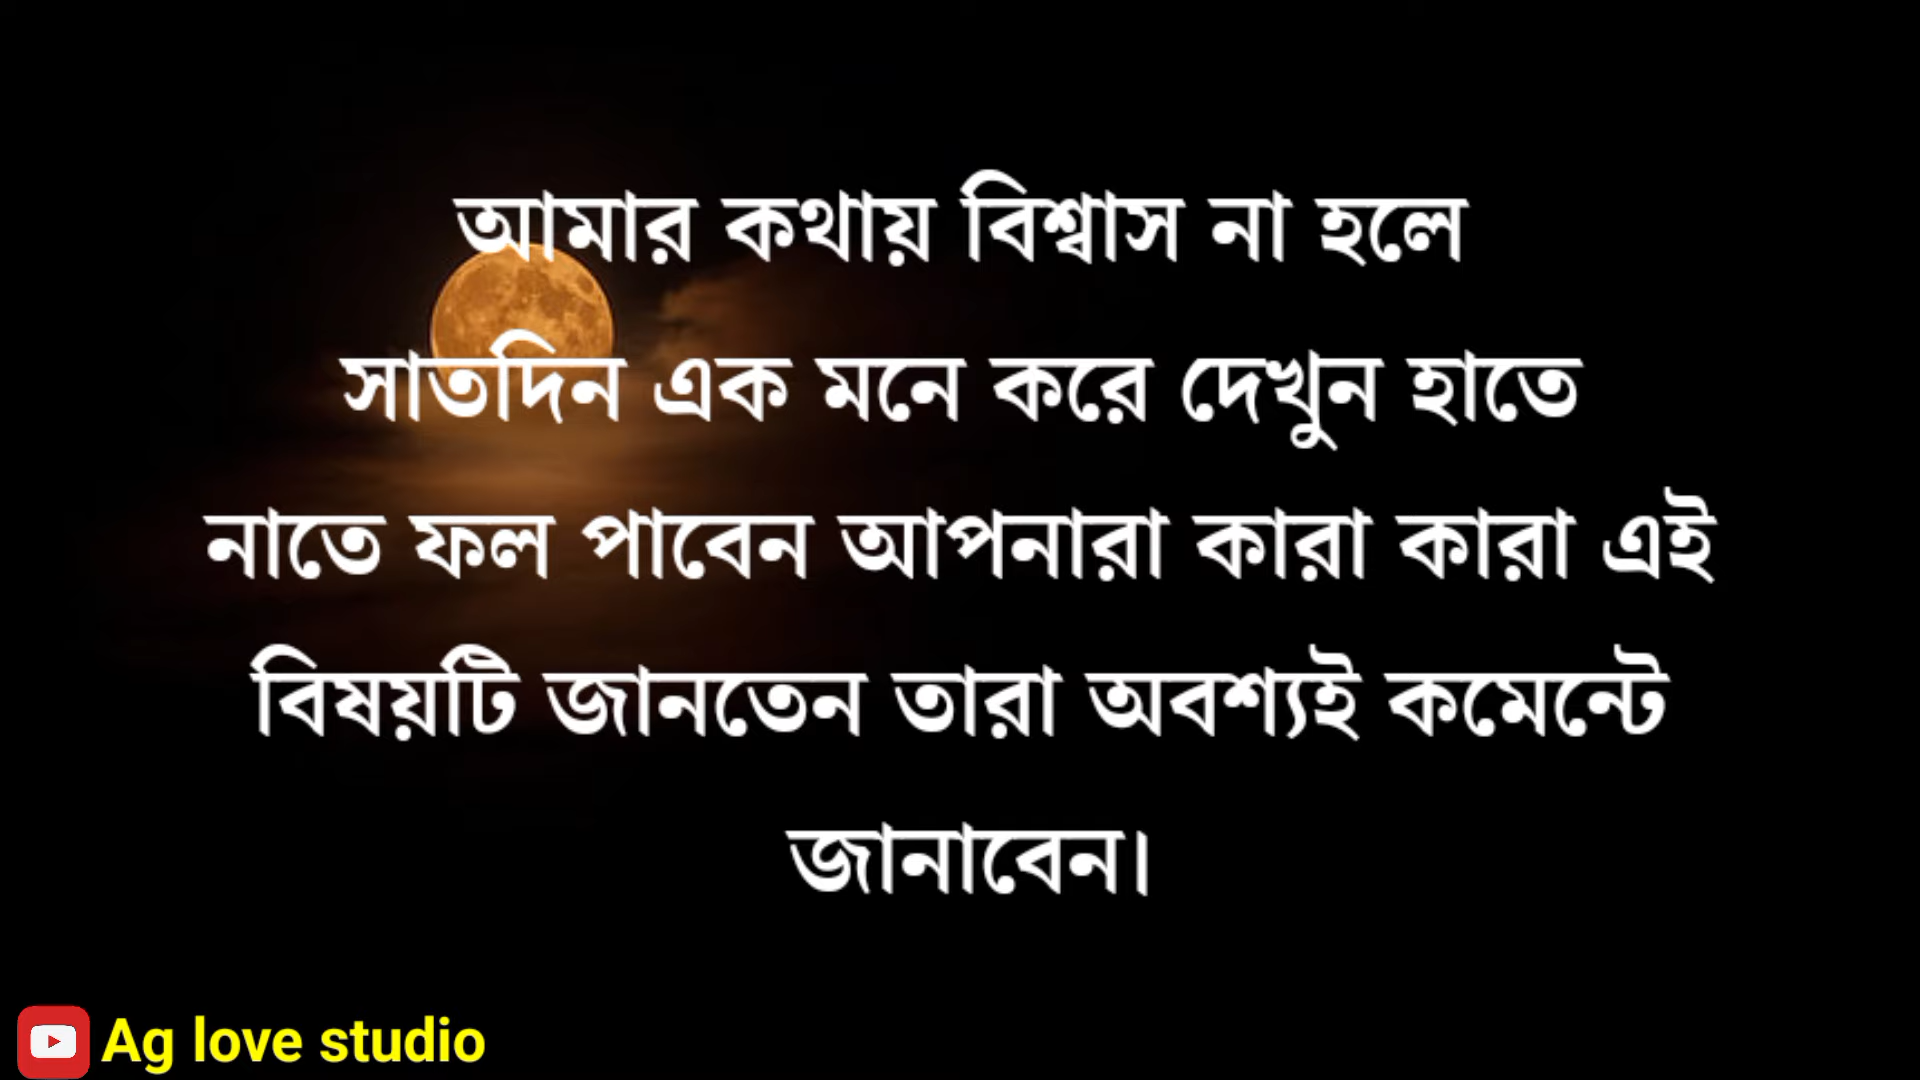 আমার কথায় বিশ্বাস না হলে
সাতদিন এক মনে করে দেখুন হাতে
নাতে ফল পাবেন আপনারা কারা কারা এই
বিষয়টি জানতেন তারা অবশ্যই কমেন্টে
জানাবেন।
Ag love studio